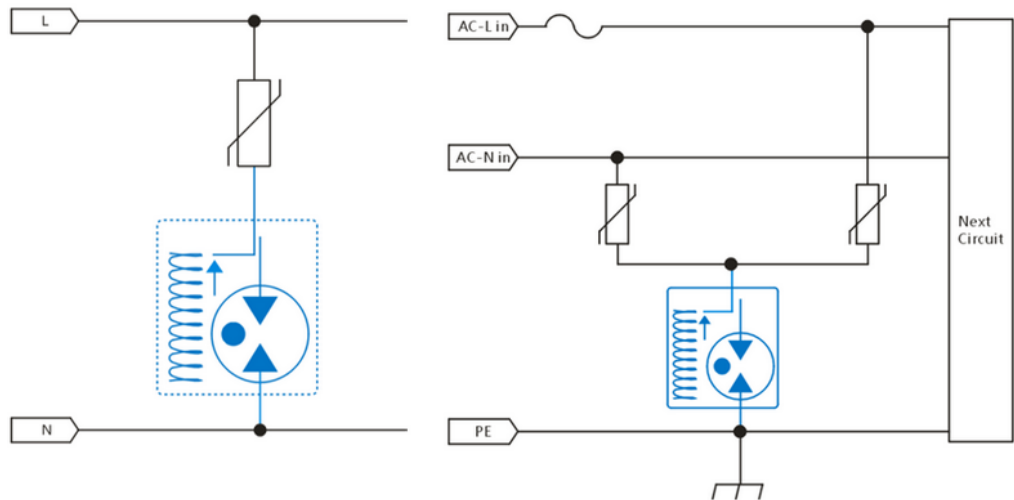 L
N
AC-L in
AC-N in
PE
Next
Circuit